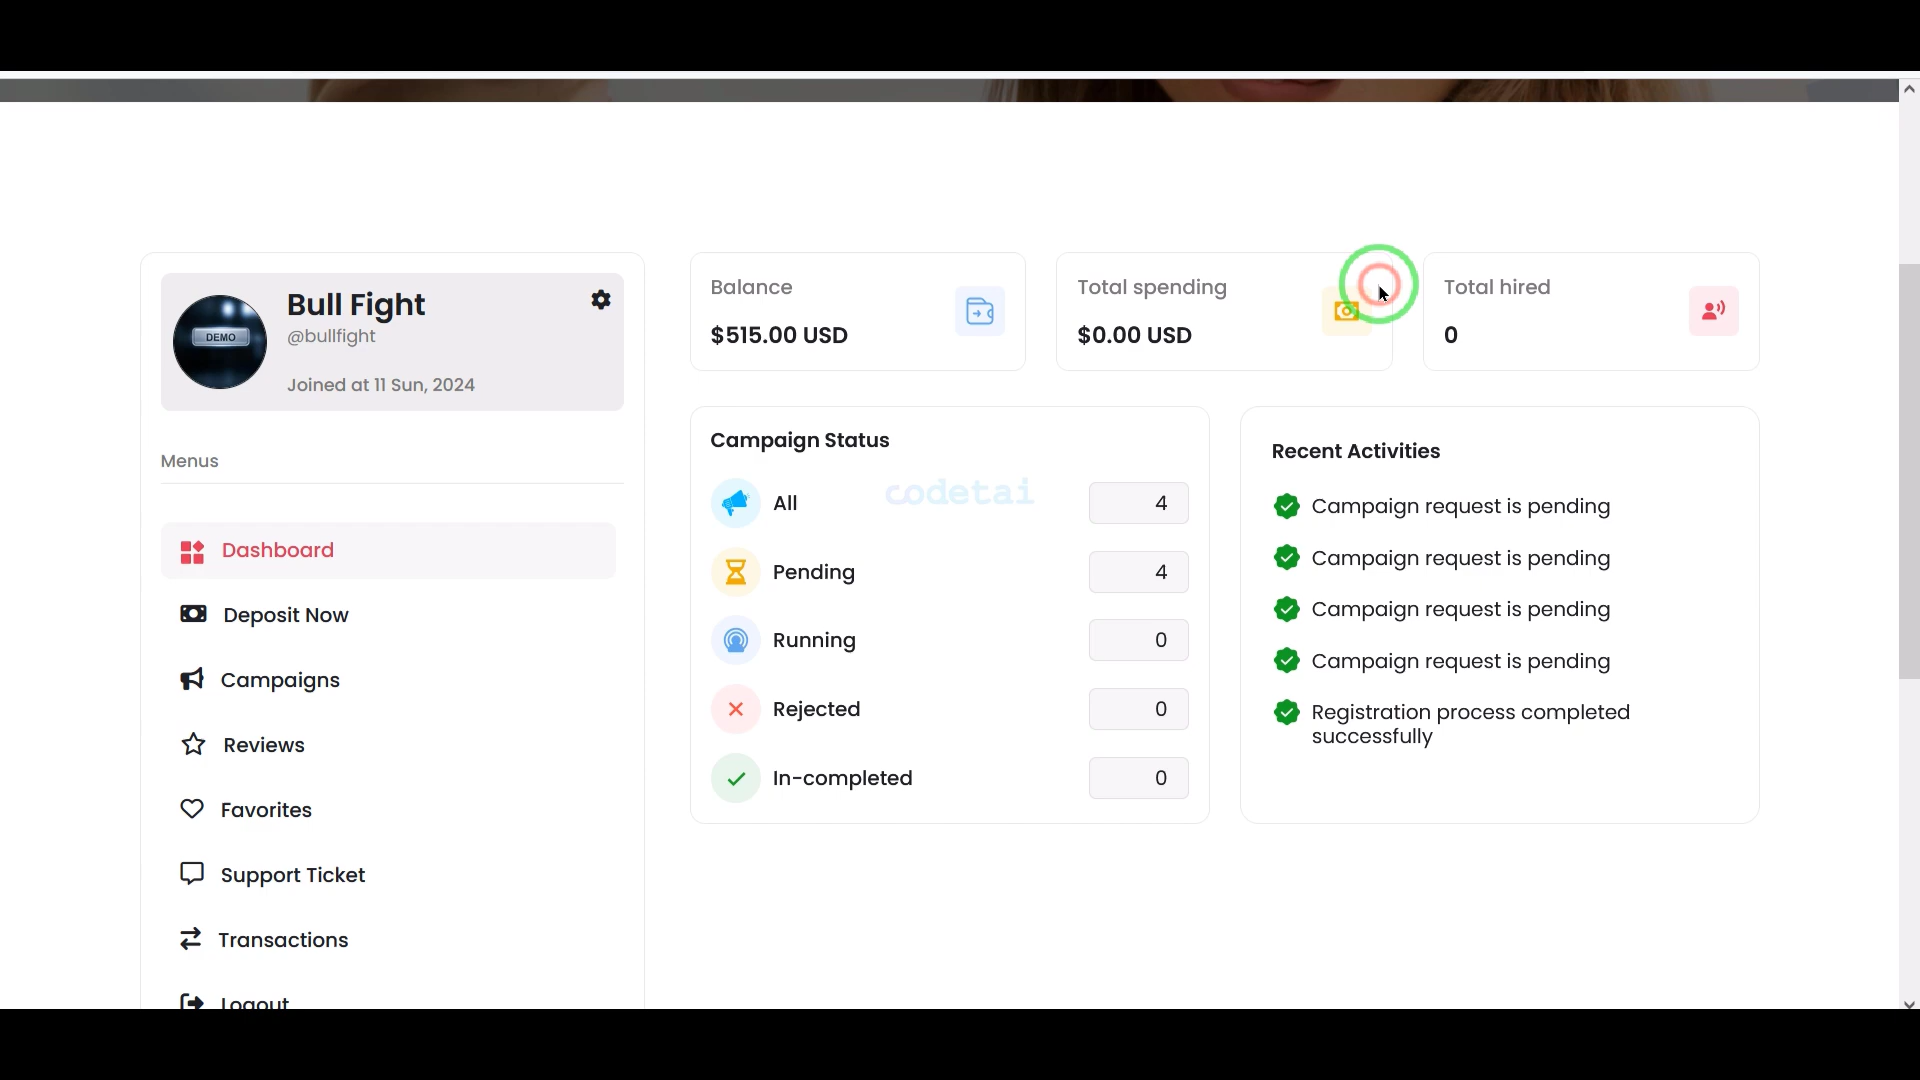 Bull Fight
@bullfight
DEMO
Joined at 11 Sun, 2024
Menus
Dashboard
Deposit Now
Campaigns
Reviews
Favorites
Support Ticket
Transactions
Logout
Balance
$515.00 USD
Total spending
$0.00 USD
Total hired
0
Campaign Status
codetai
All 4
Pending 4
Running 0
Rejected 0
In-completed 0
Recent Activities
Campaign request is pending
Campaign request is pending
Campaign request is pending
Campaign request is pending
Registration process completed
successfully